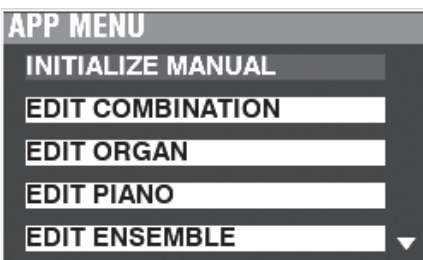 APP MENU
INITIALIZE MANUAL
EDIT COMBINATION
EDIT ORGAN
EDIT PIANO
EDIT ENSEMBLE